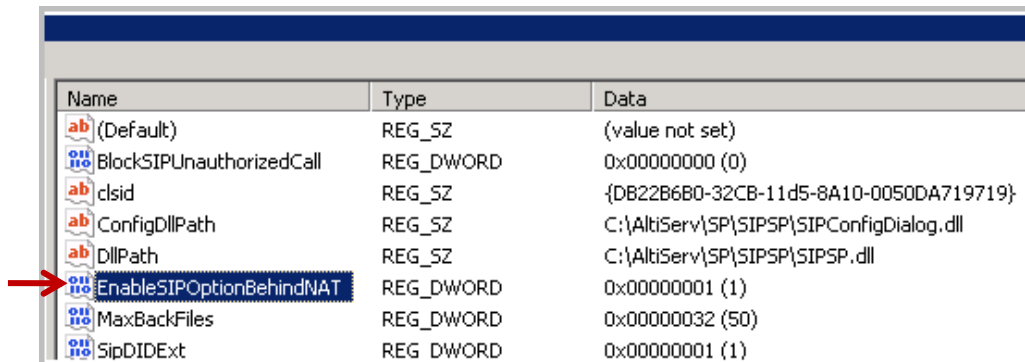 Name Type Data
(Default) REG_SZ (value not set)
BlockSIPUnauthorizedCall REG_DWORD 0x00000000 (0)
clsid REG_SZ {DB22B6B0-32CB-11d5-8A10-0050DA719719}
ConfigDllPath REG_SZ C:\AltiServ\SP\SIPSP\SIPConfigDialog.dll
DllPath REG_SZ C:\AltiServ\SP\SIPSP\SIPSP.dll
EnableSIPOptionBehindNAT REG_DWORD 0x00000001 (1)
MaxBackFiles REG_DWORD 0x00000032 (50)
SipDIDExt REG_DWORD 0x00000001 (1)